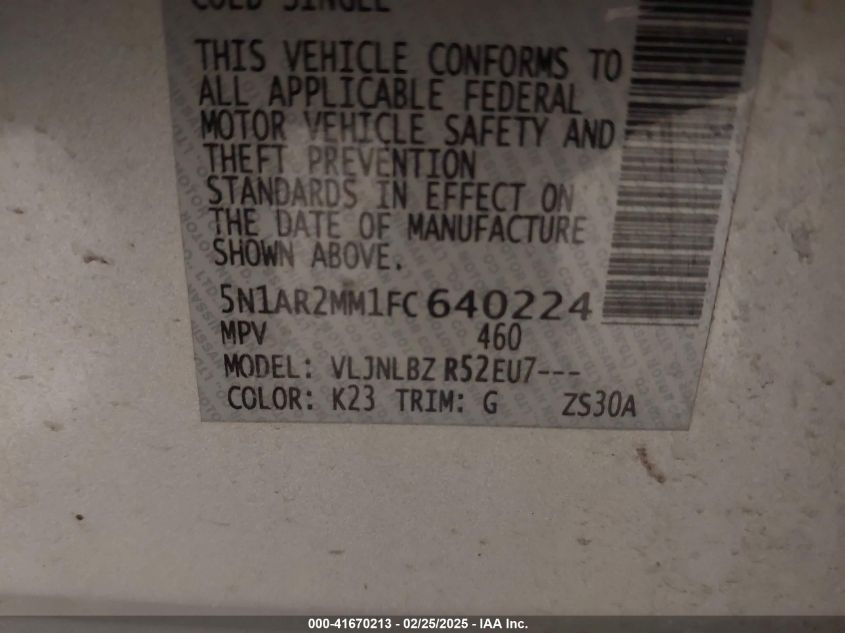 COLD SINGLE
THIS VEHICLE CONFORMS TO
ALL APPLICABLE FEDERAL
MOTOR VEHICLE SAFETY AND
THEFT PREVENTION
STANDARDS IN EFFECT ON
THE DATE OF MANUFACTURE
SHOWN ABOVE.
5N1AR2MM1FC640224
MPV 460
MODEL: VLJNLBZ R52EU7---
COLOR: K23 TRIM: G ZS30A
000-41670213 - 02/25/2025 - IAA Inc.